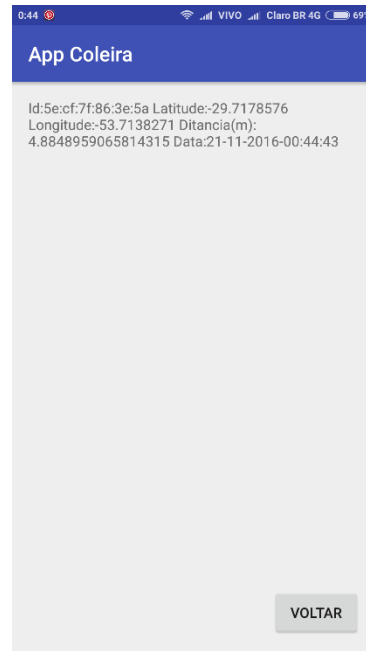 0:44 VIVO Claro BR 4G 69%
App Coleira
Id:5e:cf:7f:86:3e:5a Latitude:-29.7178576
Longitude:-53.7138271 Ditancia(m):
4.8848959065814315 Data:21-11-2016-00:44:43
VOLTAR